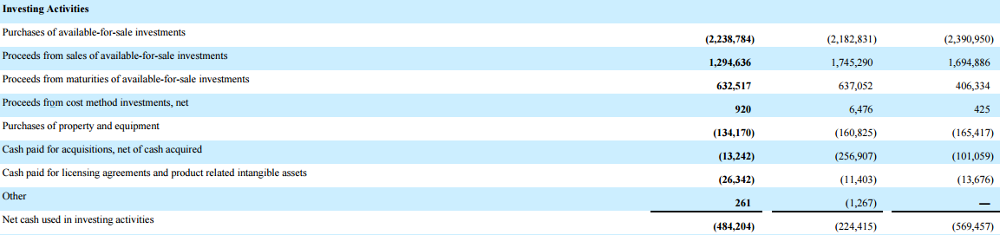 Investing Activities
Purchases of available-for-sale investments (2,238,784) (2,182,831) (2,390,950)
Proceeds from sales of available-for-sale investments 1,294,636 1,745,290 1,694,886
Proceeds from maturities of available-for-sale investments 632,517 637,052 406,334
Proceeds from cost method investments, net 920 6,476 425
Purchases of property and equipment (134,170) (160,825) (165,417)
Cash paid for acquisitions, net of cash acquired (13,242) (256,907) (101,059)
Cash paid for licensing agreements and product related intangible assets (26,342) (11,403) (13,676)
Other 261 (1,267) —
Net cash used in investing activities (484,204) (224,415) (569,457)